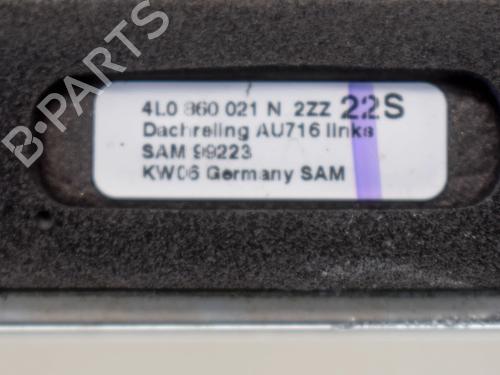 B-PARTS
4L0 860 021 N 2ZZ 22S
Dachreling AU716 links
SAM 99223
KW06 Germany SAM